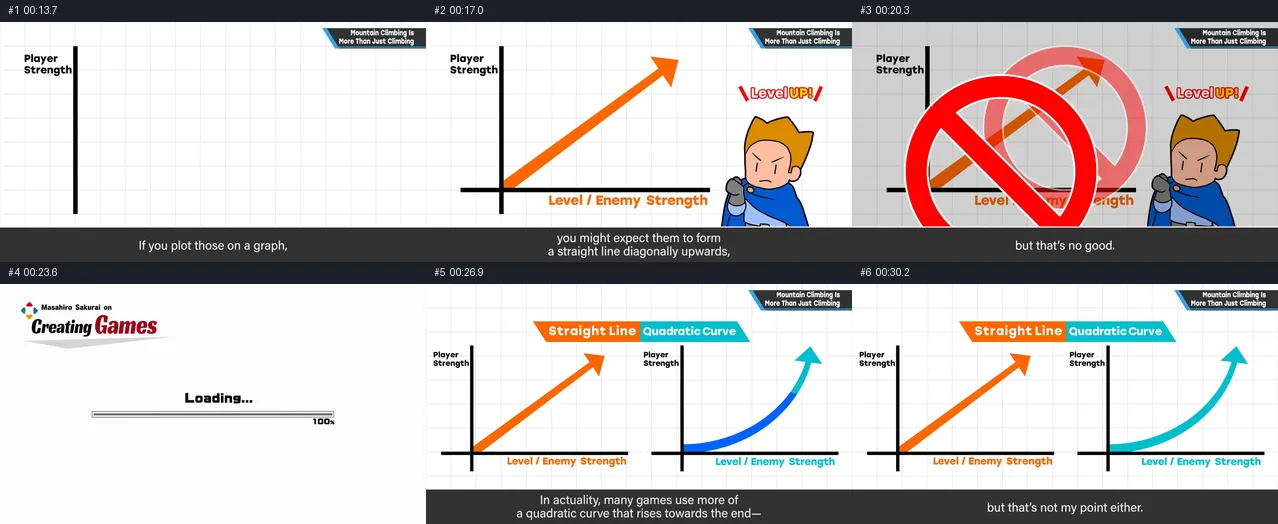 #1 00:13.7
Mountain Climbing Is
More Than Just Climbing
Player
Strength
If you plot those on a graph,
#2 00:17.0
Mountain Climbing Is
More Than Just Climbing
Player
Strength
Level UP!
Level / Enemy Strength
you might expect them to form
a straight line diagonally upwards,
#3 00:20.3
Mountain Climbing Is
More Than Just Climbing
Player
Strength
Level UP!
Level / Enemy Strength
but that's no good.
#4 00:23.6
Masahiro Sakurai on
Creating Games
Loading...
100%
#5 00:26.9
Mountain Climbing Is
More Than Just Climbing
Straight Line
Quadratic Curve
Player
Strength
Player
Strength
Level / Enemy Strength
Level / Enemy Strength
In actuality, many games use more of
a quadratic curve that rises towards the end—
#6 00:30.2
Mountain Climbing Is
More Than Just Climbing
Straight Line
Quadratic Curve
Player
Strength
Player
Strength
Level / Enemy Strength
Level / Enemy Strength
but that's not my point either.